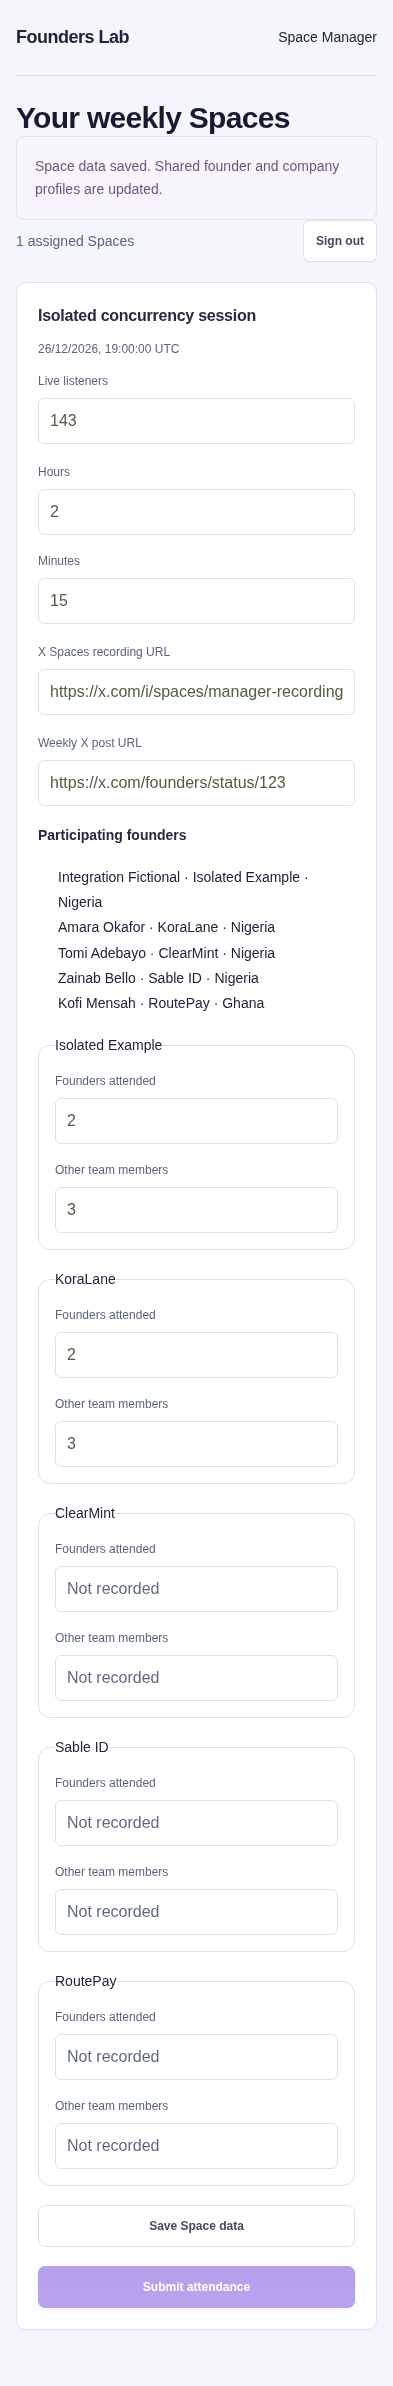 Founders Lab
Space Manager
Your weekly Spaces
Space data saved. Shared founder and company
profiles are updated.
1 assigned Spaces
Sign out
Isolated concurrency session
26/12/2026, 19:00:00 UTC
Live listeners
143
Hours
2
Minutes
15
X Spaces recording URL
https://x.com/i/spaces/manager-recording
Weekly X post URL
https://x.com/founders/status/123
Participating founders
Integration Fictional · Isolated Example ·
Nigeria
Amara Okafor · KoraLane · Nigeria
Tomi Adebayo · ClearMint · Nigeria
Zainab Bello · Sable ID · Nigeria
Kofi Mensah · RoutePay · Ghana
Isolated Example
Founders attended
2
Other team members
3
KoraLane
Founders attended
2
Other team members
3
ClearMint
Founders attended
Not recorded
Other team members
Not recorded
Sable ID
Founders attended
Not recorded
Other team members
Not recorded
RoutePay
Founders attended
Not recorded
Other team members
Not recorded
Save Space data
Submit attendance